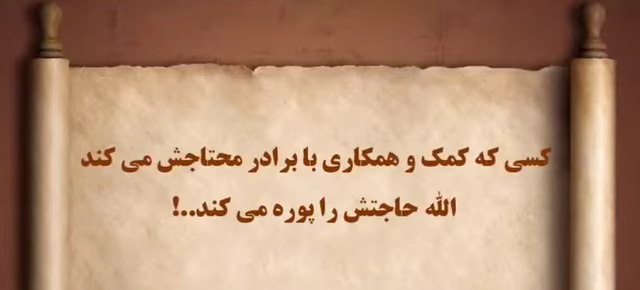 کسی که کمک و همکاری با برادر محتاجش می کند
الله حاجتش را پوره می کند..!